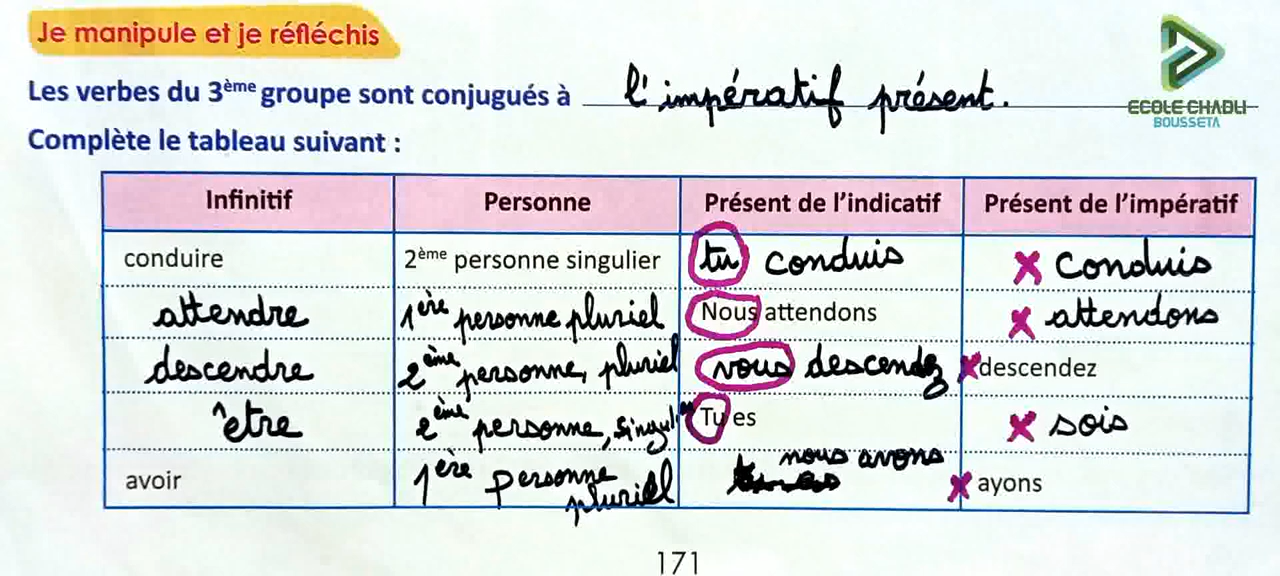 Je manipule et je réfléchis
Les verbes du 3ème groupe sont conjugués à l'impératif présent.
ECOLE CHADLI
BOUSSETA
Complète le tableau suivant :
Infinitif Personne Présent de l'indicatif Présent de l'impératif
conduire 2ème personne singulier tu conduis x conduis
attendre 1ère personne pluriel Nous attendons x attendons
descendre 2ème personne, pluriel vous descendez x descendez
être 2ème personne, Tu es x sois
avoir 1ère personne pluriel nous avons x ayons
171